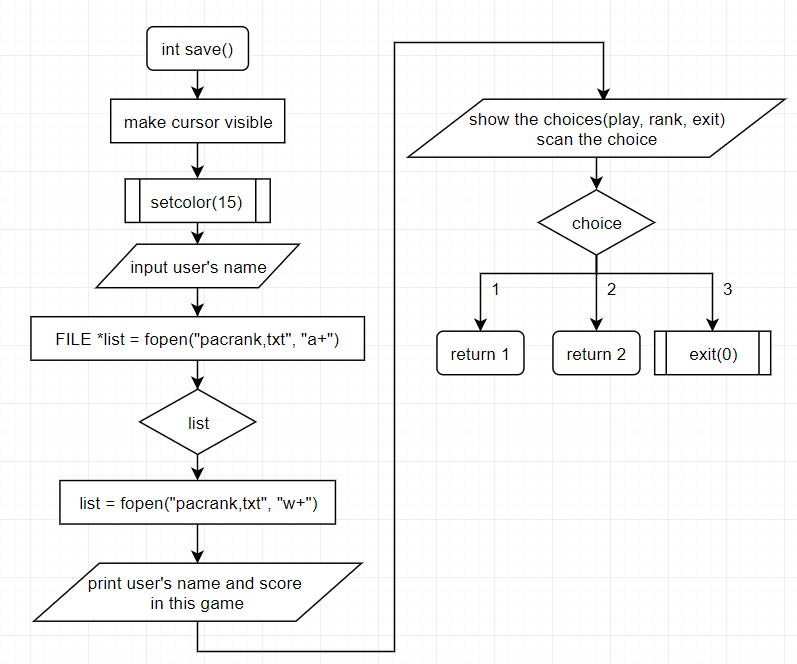 int save()
make cursor visible
setcolor(15)
input user's name
FILE *list = fopen("pacrank,txt", "a+")
list
list = fopen("pacrank,txt", "w+")
print user's name and score
in this game
show the choices(play, rank, exit)
scan the choice
choice
1
2
3
return 1
return 2
exit(0)